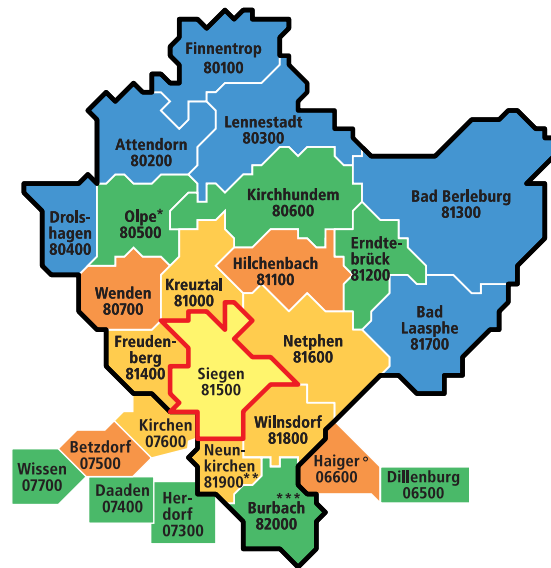 Finnentrop
80100
Lennestadt
80300
Attendorn
80200
Kirchhundem
80600
Bad Berleburg
81300
Drols-
hagen
80400
Olpe*
80500
Erndte-
brück
81200
Hilchenbach
81100
Kreuztal
81000
Wenden
80700
Bad
Laasphe
81700
Netphen
81600
Freuden-
berg
81400
Siegen
81500
Kirchen
07600
Wilnsdorf
81800
Betzdorf
07500
Neun-
kirchen
81900**
Haiger°
06600
Wissen
07700
Dillenburg
06500
Daaden
07400
Her-
dorf
07300
***
Burbach
82000